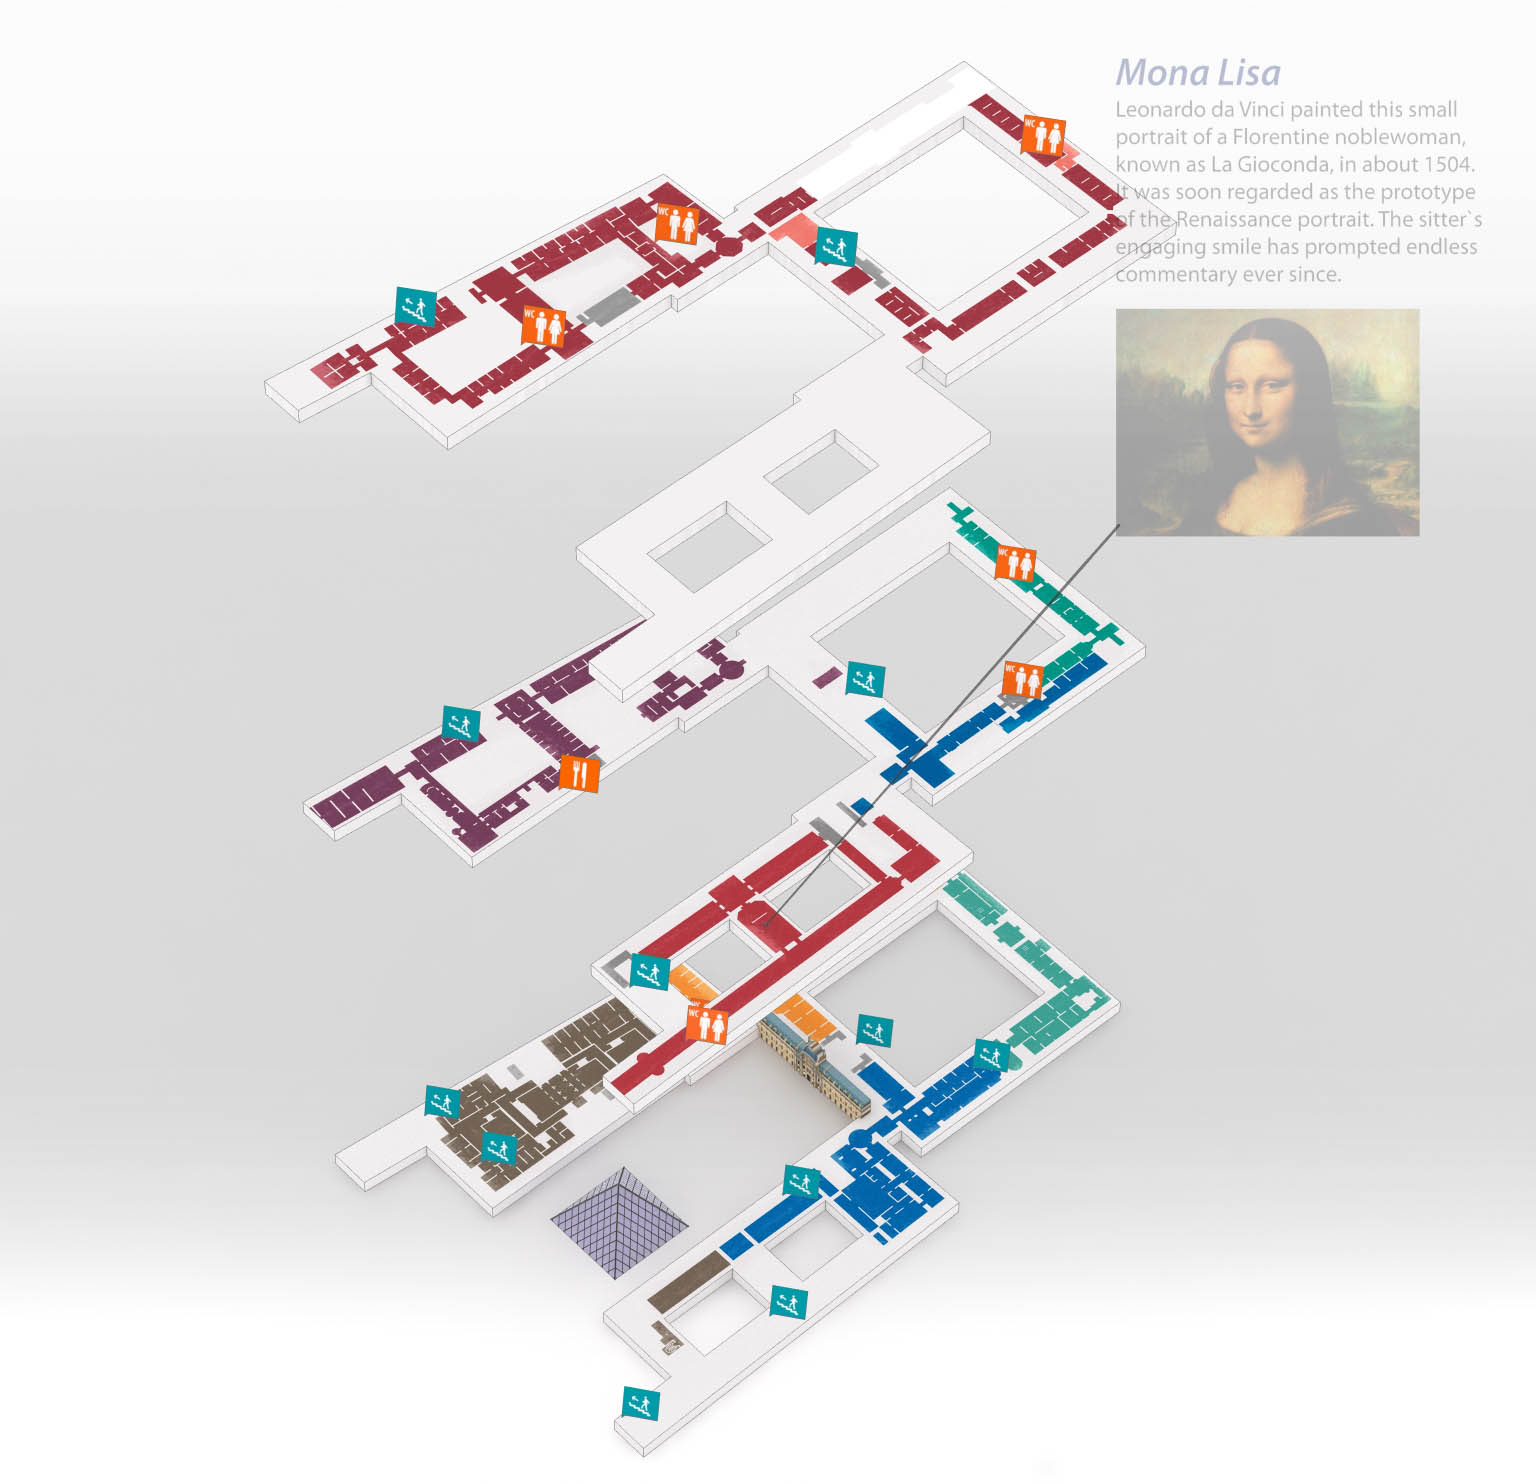 Mona Lisa
Leonardo da Vinci painted this small
portrait of a Florentine noblewoman,
known as La Gioconda, in about 1504.
It was soon regarded as the prototype
of the Renaissance portrait. The sitter`s
engaging smile has prompted endless
commentary ever since.
WC
WC
WC
WC
WC
WC
WC